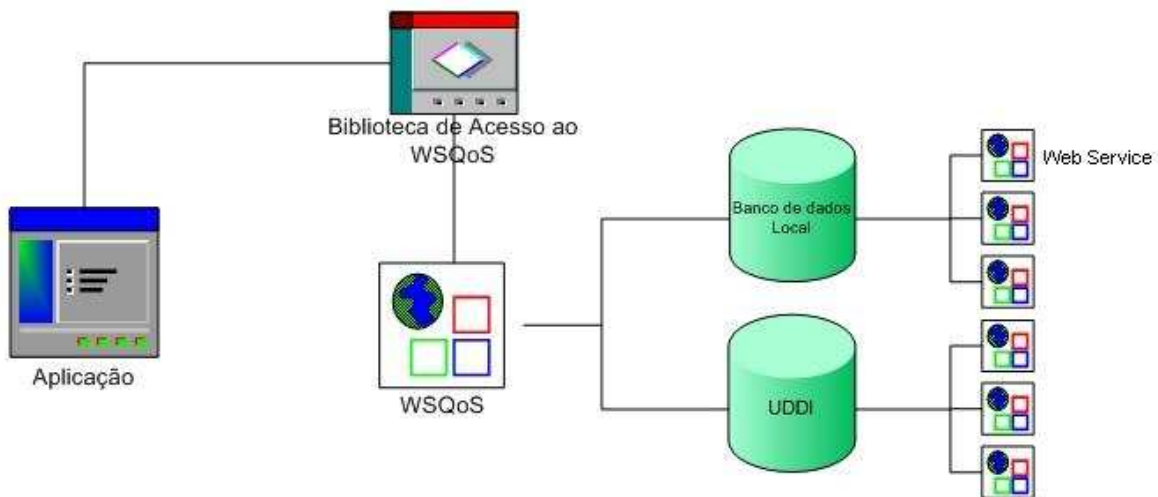 Biblioteca de Acesso ao
WSQoS
Web Service
Banco de dados
Local
Aplicação
WSQoS
UDDI